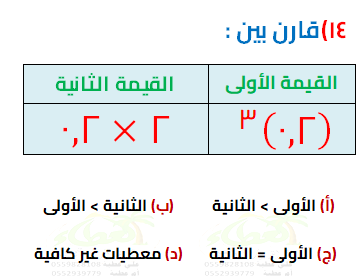 ١٤) قارن بين :
القيمة الأولى القيمة الثانية
(٠,٢)٣ ٢ × ٠,٢
(أ) الأولى > الثانية (ب) الثانية > الأولى
(ج) الأولى = الثانية (د) معطيات غير كافية